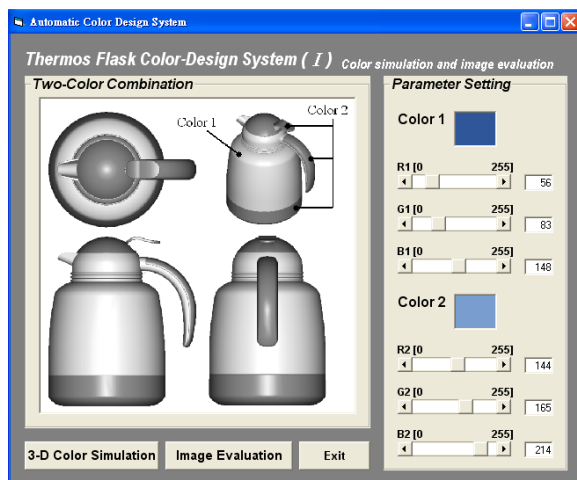 Automatic Color Design System
Thermos Flask Color-Design System ( I ) Color simulation and image evaluation
Two-Color Combination
Color 1
Color 2
Parameter Setting
Color 1
R1 [0 255]
56
G1 [0 255]
83
B1 [0 255]
148
Color 2
R2 [0 255]
144
G2 [0 255]
165
B2 [0 255]
214
3-D Color Simulation Image Evaluation Exit